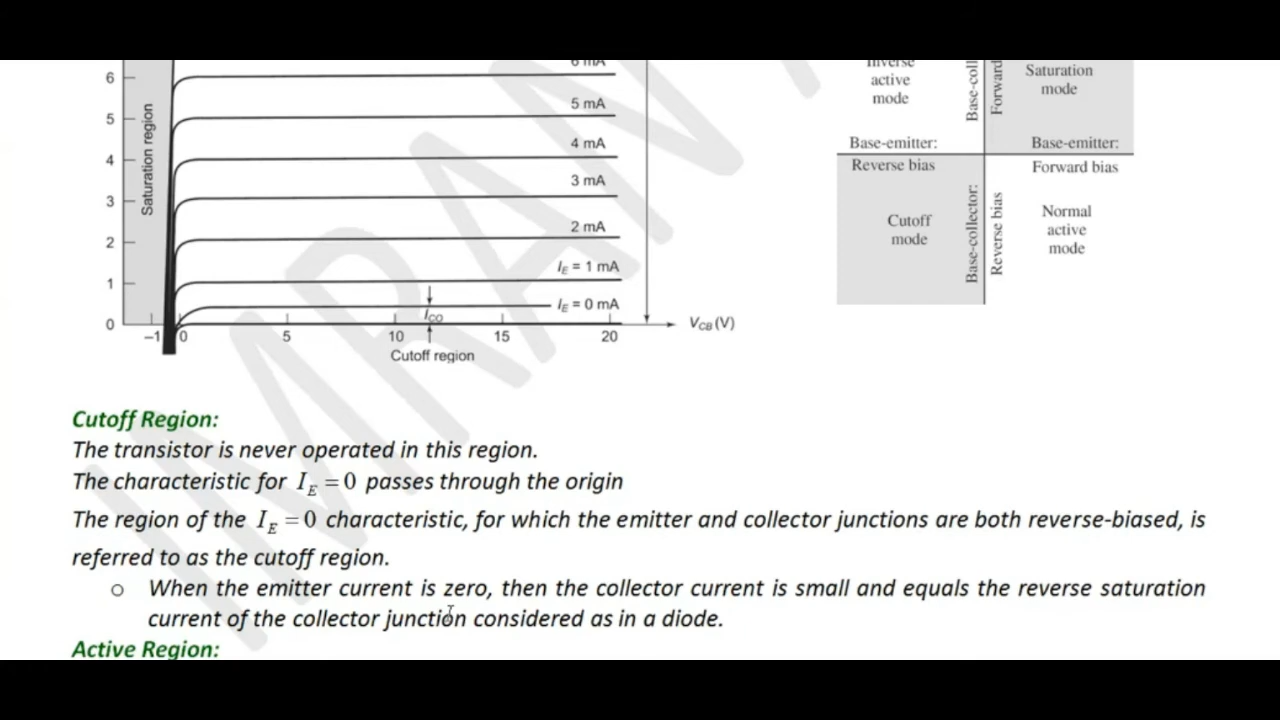 6
6 mA
5
5 mA
4
4 mA
3
3 mA
2
2 mA
1
I_E = 1 mA
0
I_E = 0 mA
I_CO
−1 0 5 10 15 20
V_CB (V)
Cutoff region
Saturation region
Inverse
active
mode
Base-coll
Forward
Saturation
mode
Base-emitter:
Base-emitter:
Reverse bias
Forward bias
Cutoff
mode
Base-collector:
Reverse bias
Normal
active
mode
IMRAN
Cutoff Region:
The transistor is never operated in this region.
The characteristic for I_E = 0 passes through the origin
The region of the I_E = 0 characteristic, for which the emitter and collector junctions are both reverse-biased, is
referred to as the cutoff region.
o When the emitter current is zero, then the collector current is small and equals the reverse saturation
current of the collector junction considered as in a diode.
Active Region: